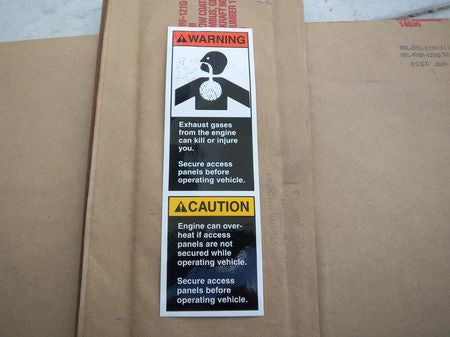 WARNING
Exhaust gases
from the engine
can kill or injure
you.
Secure access
panels before
operating vehicle.
CAUTION
Engine can over-
heat if access
panels are not
secured while
operating vehicle.
Secure access
panels before
operating vehicle.
14630